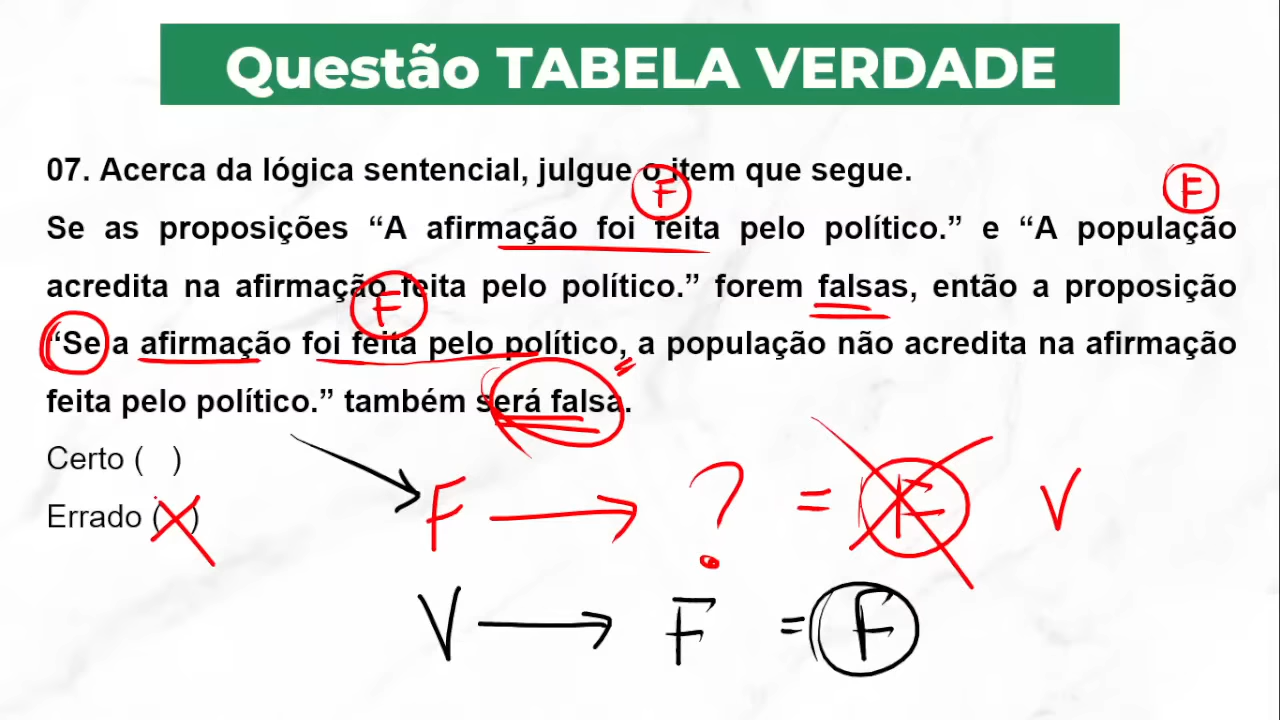 Questão TABELA VERDADE
07. Acerca da lógica sentencial, julgue o item que segue.
F F
Se as proposições “A afirmação foi feita pelo político.” e “A população
acredita na afirmação feita pelo político.” forem falsas, então a proposição
F
“Se a afirmação foi feita pelo político, a população não acredita na afirmação
feita pelo político.” também será falsa.
Certo ( )
Errado (X)
F → ? = F V
V → F = F